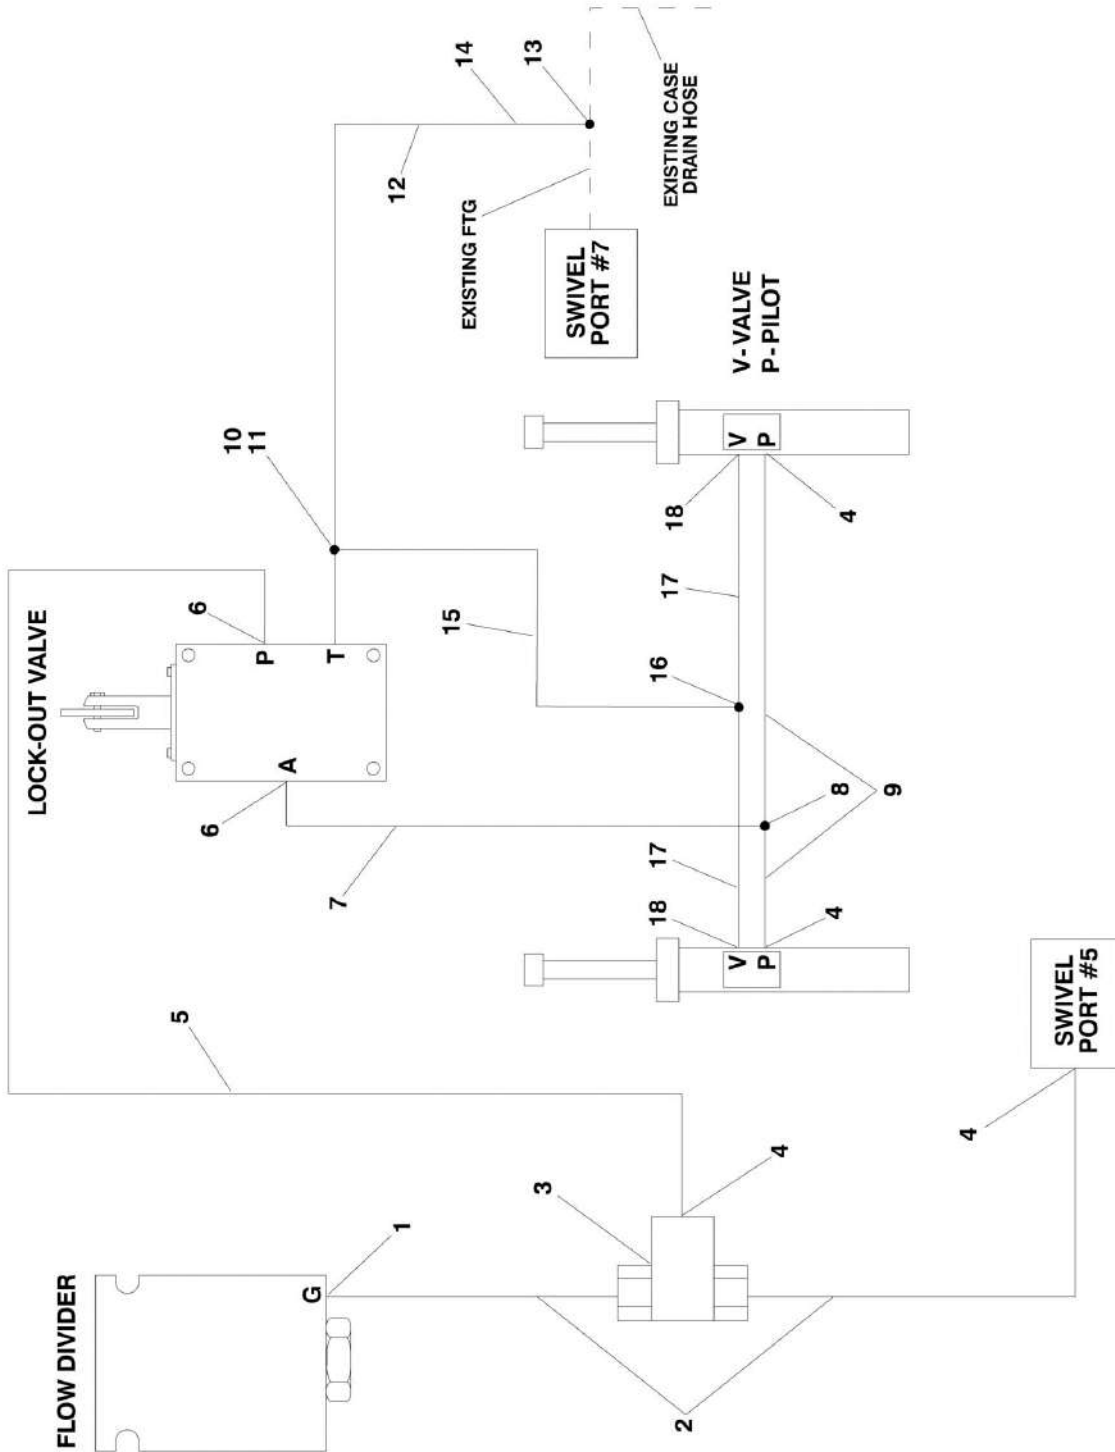 LOCK-OUT VALVE
FLOW DIVIDER
5
6
6
10
11
P
A
G
T
7
12
1
15
14
EXISTING FTG
13
3
SWIVEL
PORT #7
EXISTING CASE
DRAIN HOSE
16
17
17
18
18
2
V
V
P
P
V-VALVE
P-PILOT
4
4
8
4
9
4
SWIVEL
PORT #5